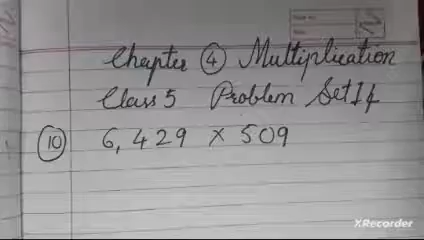 Chapter ④ Multiplication
Class 5 Problem Set 14
⑩ 6,429 × 509
XRecorder